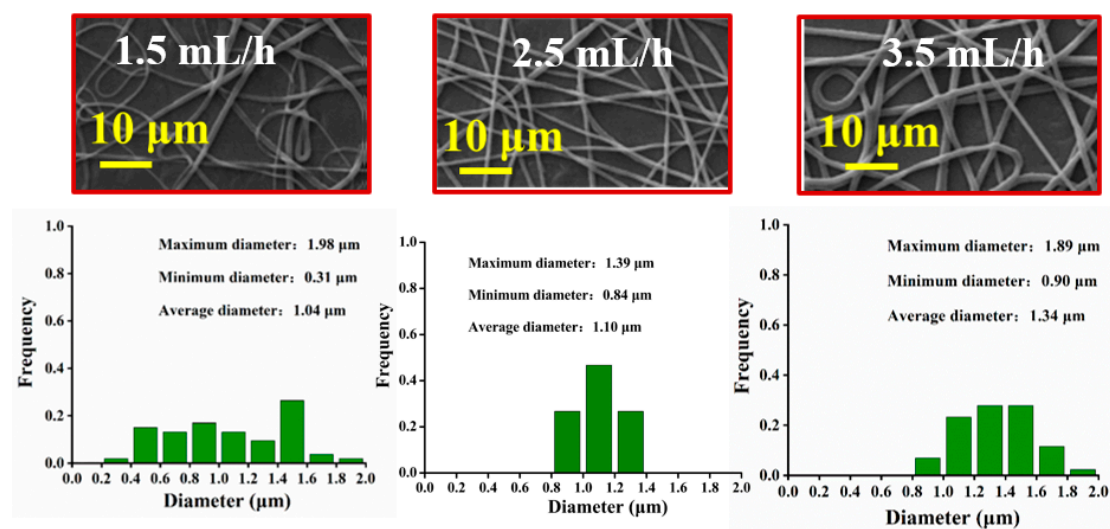 1.5 mL/h
10 μm
2.5 mL/h
10 μm
3.5 mL/h
10 μm
Maximum diameter: 1.98 μm
Minimum diameter: 0.31 μm
Average diameter: 1.04 μm
Frequency
1.0
0.8
0.6
0.4
0.2
0.0
0.0 0.2 0.4 0.6 0.8 1.0 1.2 1.4 1.6 1.8 2.0
Diameter (μm)
Maximum diameter: 1.39 μm
Minimum diameter: 0.84 μm
Average diameter: 1.10 μm
Frequency
1.0
0.8
0.6
0.4
0.2
0.0
0.0 0.2 0.4 0.6 0.8 1.0 1.2 1.4 1.6 1.8 2.0
Diameter (μm)
Maximum diameter: 1.89 μm
Minimum diameter: 0.90 μm
Average diameter: 1.34 μm
Frequency
1.0
0.8
0.6
0.4
0.2
0.0
0.0 0.2 0.4 0.6 0.8 1.0 1.2 1.4 1.6 1.8 2.0
Diameter (μm)